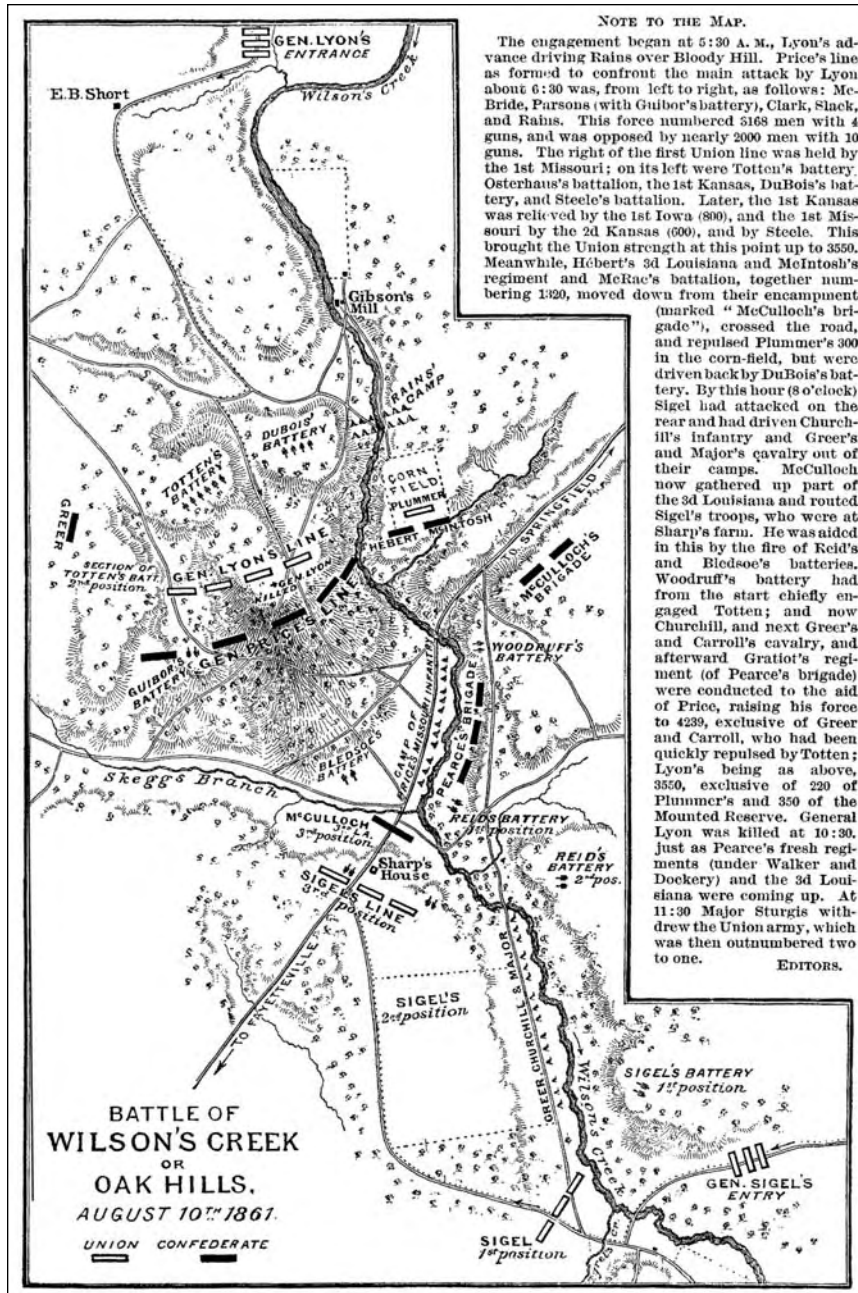 NOTE TO THE MAP.
The engagement began at 5:30 A. M., Lyon's ad-
vance driving Rains over Bloody Hill. Price's line
as formed to confront the main attack by Lyon
about 6:30 was, from left to right, as follows: Mc-
Bride, Parsons (with Guibor's battery), Clark, Slack,
and Rains. This force numbered 3168 men with 4
guns, and was opposed by nearly 2000 men with 10
guns. The right of the first Union line was held by
the 1st Missouri; on its left were Totten's battery
Osterhaus's battalion, the 1st Kansas, DuBois's bat-
tery, and Steele's battalion. Later, the 1st Kansas
was relieved by the 1st Iowa (800), and the 1st Mis-
souri by the 2d Kansas (600), and by Steele. This
brought the Union strength at this point up to 3550.
Meanwhile, Hébert's 3d Louisiana and McIntosh's
regiment and McRae's battalion, together num-
bering 1320, moved down from their encampment
(marked "McCulloch's bri-
gade"), crossed the road,
and repulsed Plummer's 300
in the corn-field, but were
driven back by DuBois's bat-
tery. By this hour (8 o'clock)
Sigel had attacked on the
rear and had driven Church-
ill's infantry and Greer's
and Major's cavalry out of
their camps. McCulloch
now gathered up part of
the 3d Louisiana and routed
Sigel's troops, who were at
Sharp's farm. He was aided
in this by the fire of Reid's
and Bledsoe's batteries.
Woodruff's battery had
from the start chiefly en-
gaged Totten; and now
Churchill, and next Greer's
and Carroll's cavalry, and
afterward Gratiot's regi-
ment (of Pearce's brigade)
were conducted to the aid
of Price, raising his force
to 4239, exclusive of Greer
and Carroll, who had been
quickly repulsed by Totten;
Lyon's being as above,
3550, exclusive of 220 of
Plummer's and 350 of the
Mounted Reserve. General
Lyon was killed at 10:30.
just as Pearce's fresh regi-
ments (under Walker and
Dockery) and the 3d Loui-
siana were coming up. At
11:30 Major Sturgis with-
drew the Union army, which
was then outnumbered two
to one.
EDITORS.
GEN. LYON'S
ENTRANCE
E.B. Short
Wilson's Creek
Gibson's
Mill
RAINS'
CAMP
DUBOIS'
BATTERY
TOTTEN'S
BATTERY
CORN
FIELD
PLUMMER
HEBERT McINTOSH
TO SPRINGFIELD
McCULLOCH'S
BRIGADE
GREER
SECTION OF
TOTTEN'S BATT.
2nd position
GEN. LYON'S LINE
GEN. LYON
KILLED
GEN. PRICE'S LINE
GUIBOR'S
BATTERY
WOODRUFF'S
BATTERY
PEARCE'S BRIGADE
CAMP OF
PRICE'S MISSOURI INFANTRY
BLEDSOE'S
BATTERY
Skeggs Branch
McCULLOCH
3rd LA.
3rd position
REID'S BATTERY
1st position
REID'S
BATTERY
2nd pos.
Sharp's
House
SIGEL'S LINE
3rd position
SIGEL'S
2nd position
GREER CHURCHILL & MAJOR
Wilson's Creek
TO FAYETTEVILLE
SIGEL'S BATTERY
1st position
GEN. SIGEL'S
ENTRY
SIGEL
1st position
BATTLE OF
WILSON'S CREEK
OR
OAK HILLS.
AUGUST 10TH 1861.
UNION CONFEDERATE